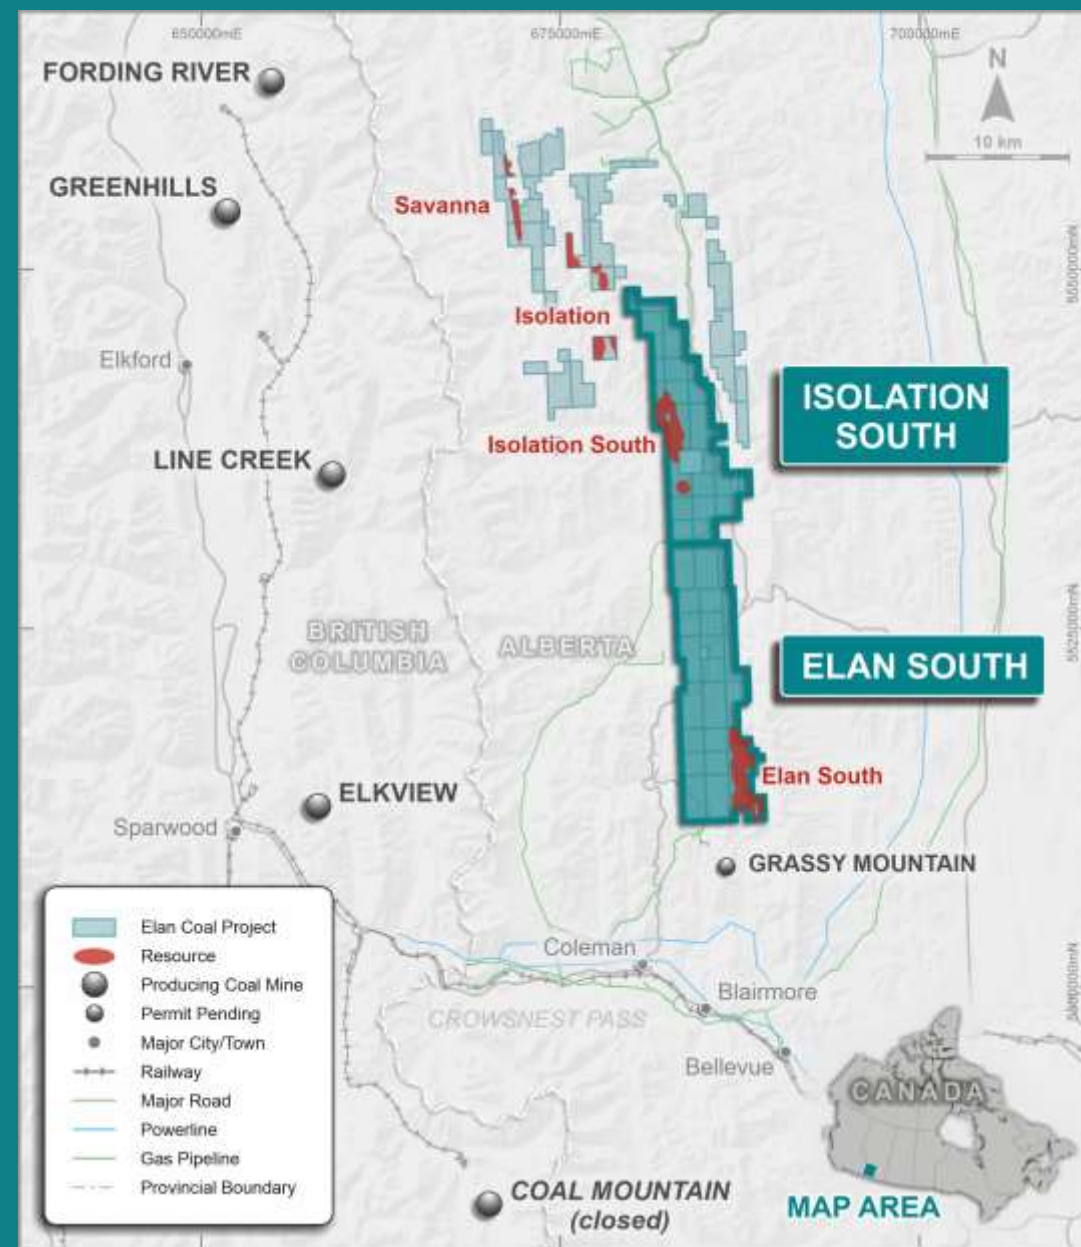 650000mE
675000mE
700000mE
FORDING RIVER
N
10 km
GREENHILLS
Savanna
5550000mN
Isolation
Elkford
ISOLATION
SOUTH
Isolation South
LINE CREEK
BRITISH
COLUMBIA
ALBERTA
5525000mN
ELAN SOUTH
Elan South
ELKVIEW
Sparwood
GRASSY MOUNTAIN
Elan Coal Project
Resource
Producing Coal Mine
Permit Pending
Major City/Town
Railway
Major Road
Powerline
Gas Pipeline
Provincial Boundary
Coleman
Blairmore
CROWSNEST PASS
Bellevue
CANADA
COAL MOUNTAIN
(closed)
MAP AREA